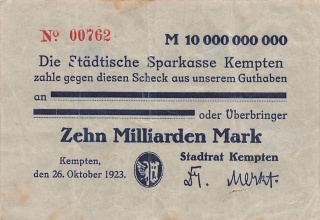 No 00762 M 10 000 000 000
Die Städtische Sparkasse Kempten
zahle gegen diesen Scheck aus unserem Guthaben
an
oder Überbringer
Zehn Milliarden Mark
Kempten, Stadtrat Kempten
den 26. Oktober 1923.